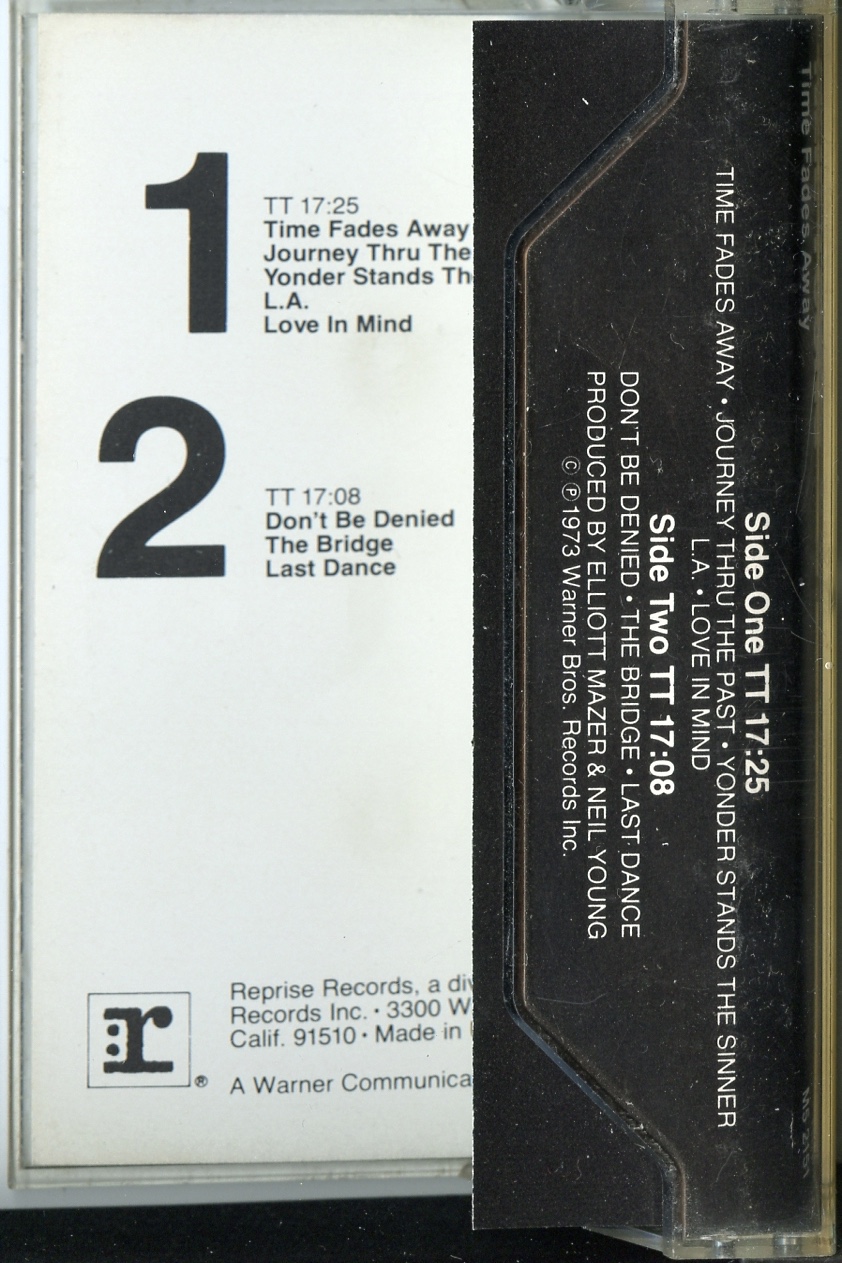 1
TT 17:25
Time Fades Away
Journey Thru The
Yonder Stands Th
L.A.
Love In Mind
2
TT 17:08
Don't Be Denied
The Bridge
Last Dance
r
®
Reprise Records, a div
Records Inc. • 3300 W
Calif. 91510 • Made in
A Warner Communica
Time Fades Away
MS 2151
Side One TT 17:25
TIME FADES AWAY • JOURNEY THRU THE PAST • YONDER STANDS THE SINNER
L.A. • LOVE IN MIND
Side Two TT 17:08
DON'T BE DENIED • THE BRIDGE • LAST DANCE
PRODUCED BY ELLIOTT MAZER & NEIL YOUNG
© ℗ 1973 Warner Bros. Records Inc.